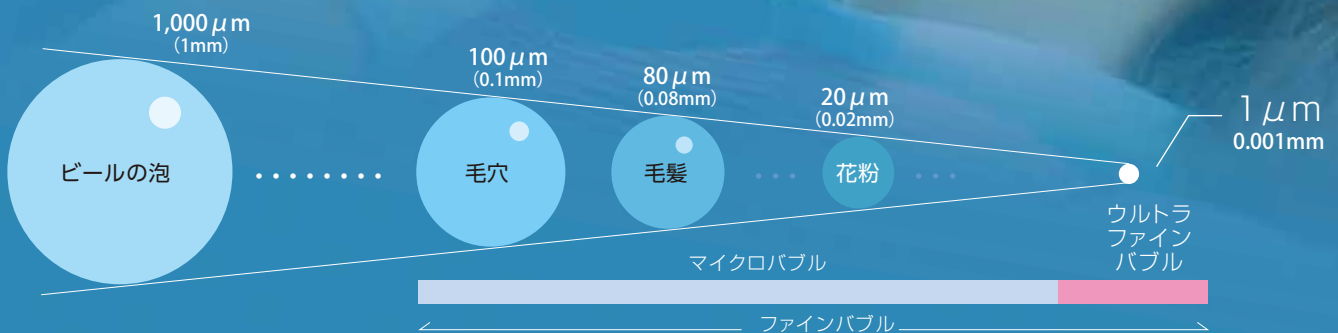 1,000μm
(1mm)
100μm
(0.1mm)
80μm
(0.08mm)
20μm
(0.02mm)
1μm
0.001mm
ビールの泡
毛穴
毛髪
花粉
ウルトラ
ファイン
バブル
マイクロバブル
ファインバブル